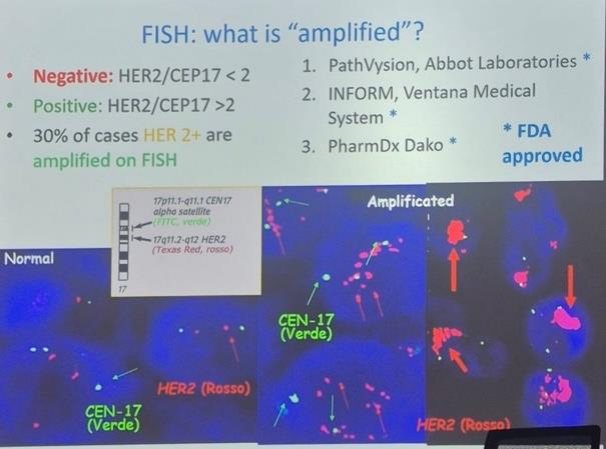 FISH: what is “amplified”?
• Negative: HER2/CEP17 < 2
• Positive: HER2/CEP17 >2
• 30% of cases HER 2+ are
amplified on FISH
1. PathVysion, Abbot Laboratories *
2. INFORM, Ventana Medical
System *
3. PharmDx Dako *
* FDA
approved
17p11.1-q11.1 CEN17
alpha satellite
(FITC, verde)
17q11.2-q12 HER2
(Texas Red, rosso)
17
Normal
CEN-17
(Verde)
HER2 (Rosso)
Amplificated
CEN-17
(Verde)
HER2 (Rosso)